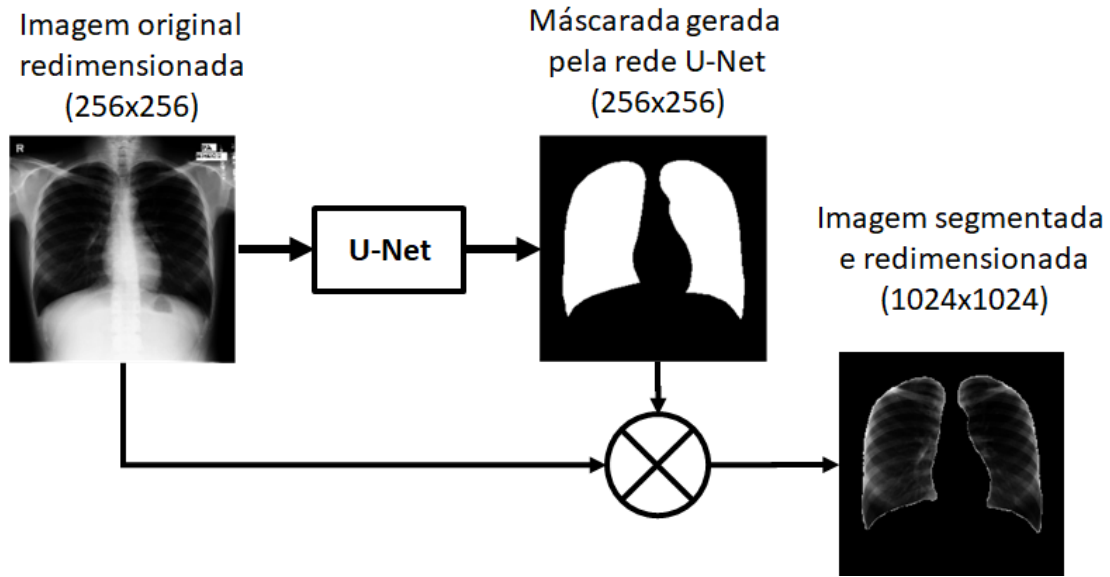 Imagem original
redimensionada
(256x256)
Máscarada gerada
pela rede U-Net
(256x256)
R
U-Net
Imagem segmentada
e redimensionada
(1024x1024)